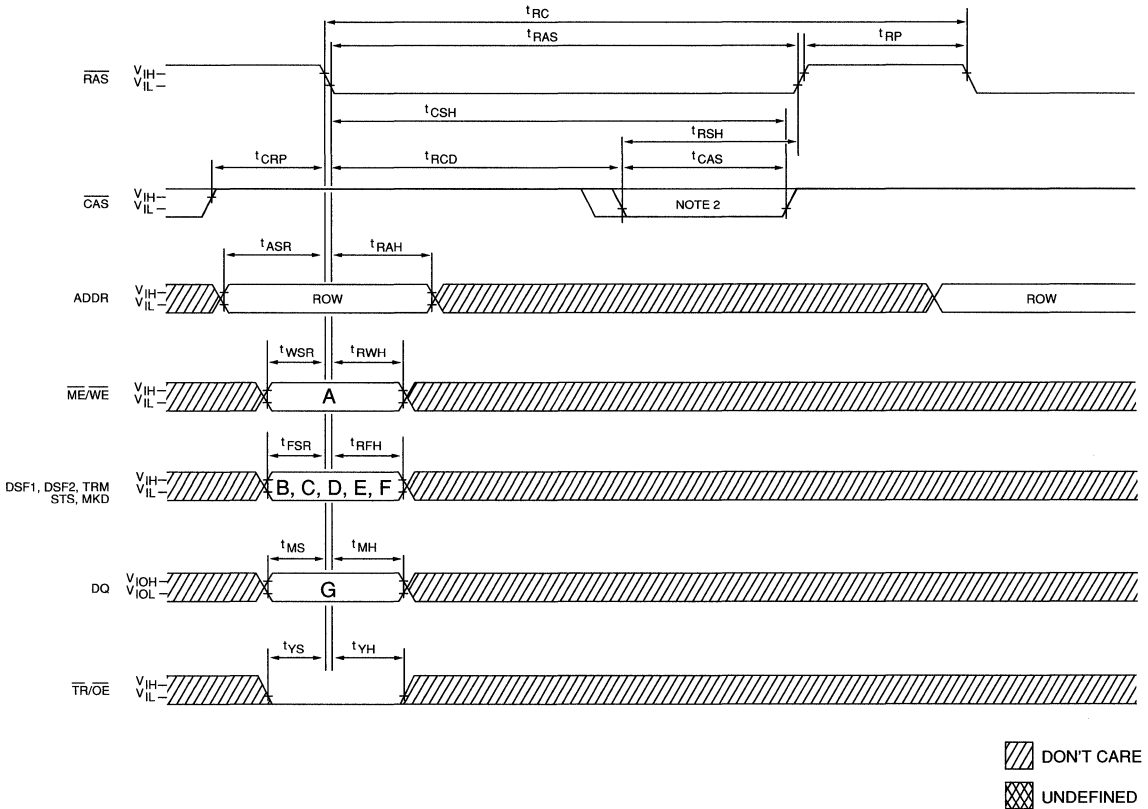 tRC
tRAS
tRP
RAS VIH VIL
tCSH
tRSH
tCRP
tRCD
tCAS
CAS VIH VIL
NOTE 2
tASR
tRAH
ADDR VIH VIL
ROW
ROW
tWSR
tRWH
ME/WE VIH VIL
A
tFSR
tRFH
DSF1, DSF2, TRM
STS, MKD
VIH VIL
B, C, D, E, F
tMS
tMH
DQ VIOH VIOL
G
tYS
tYH
TR/OE VIH VIL
DON'T CARE
UNDEFINED